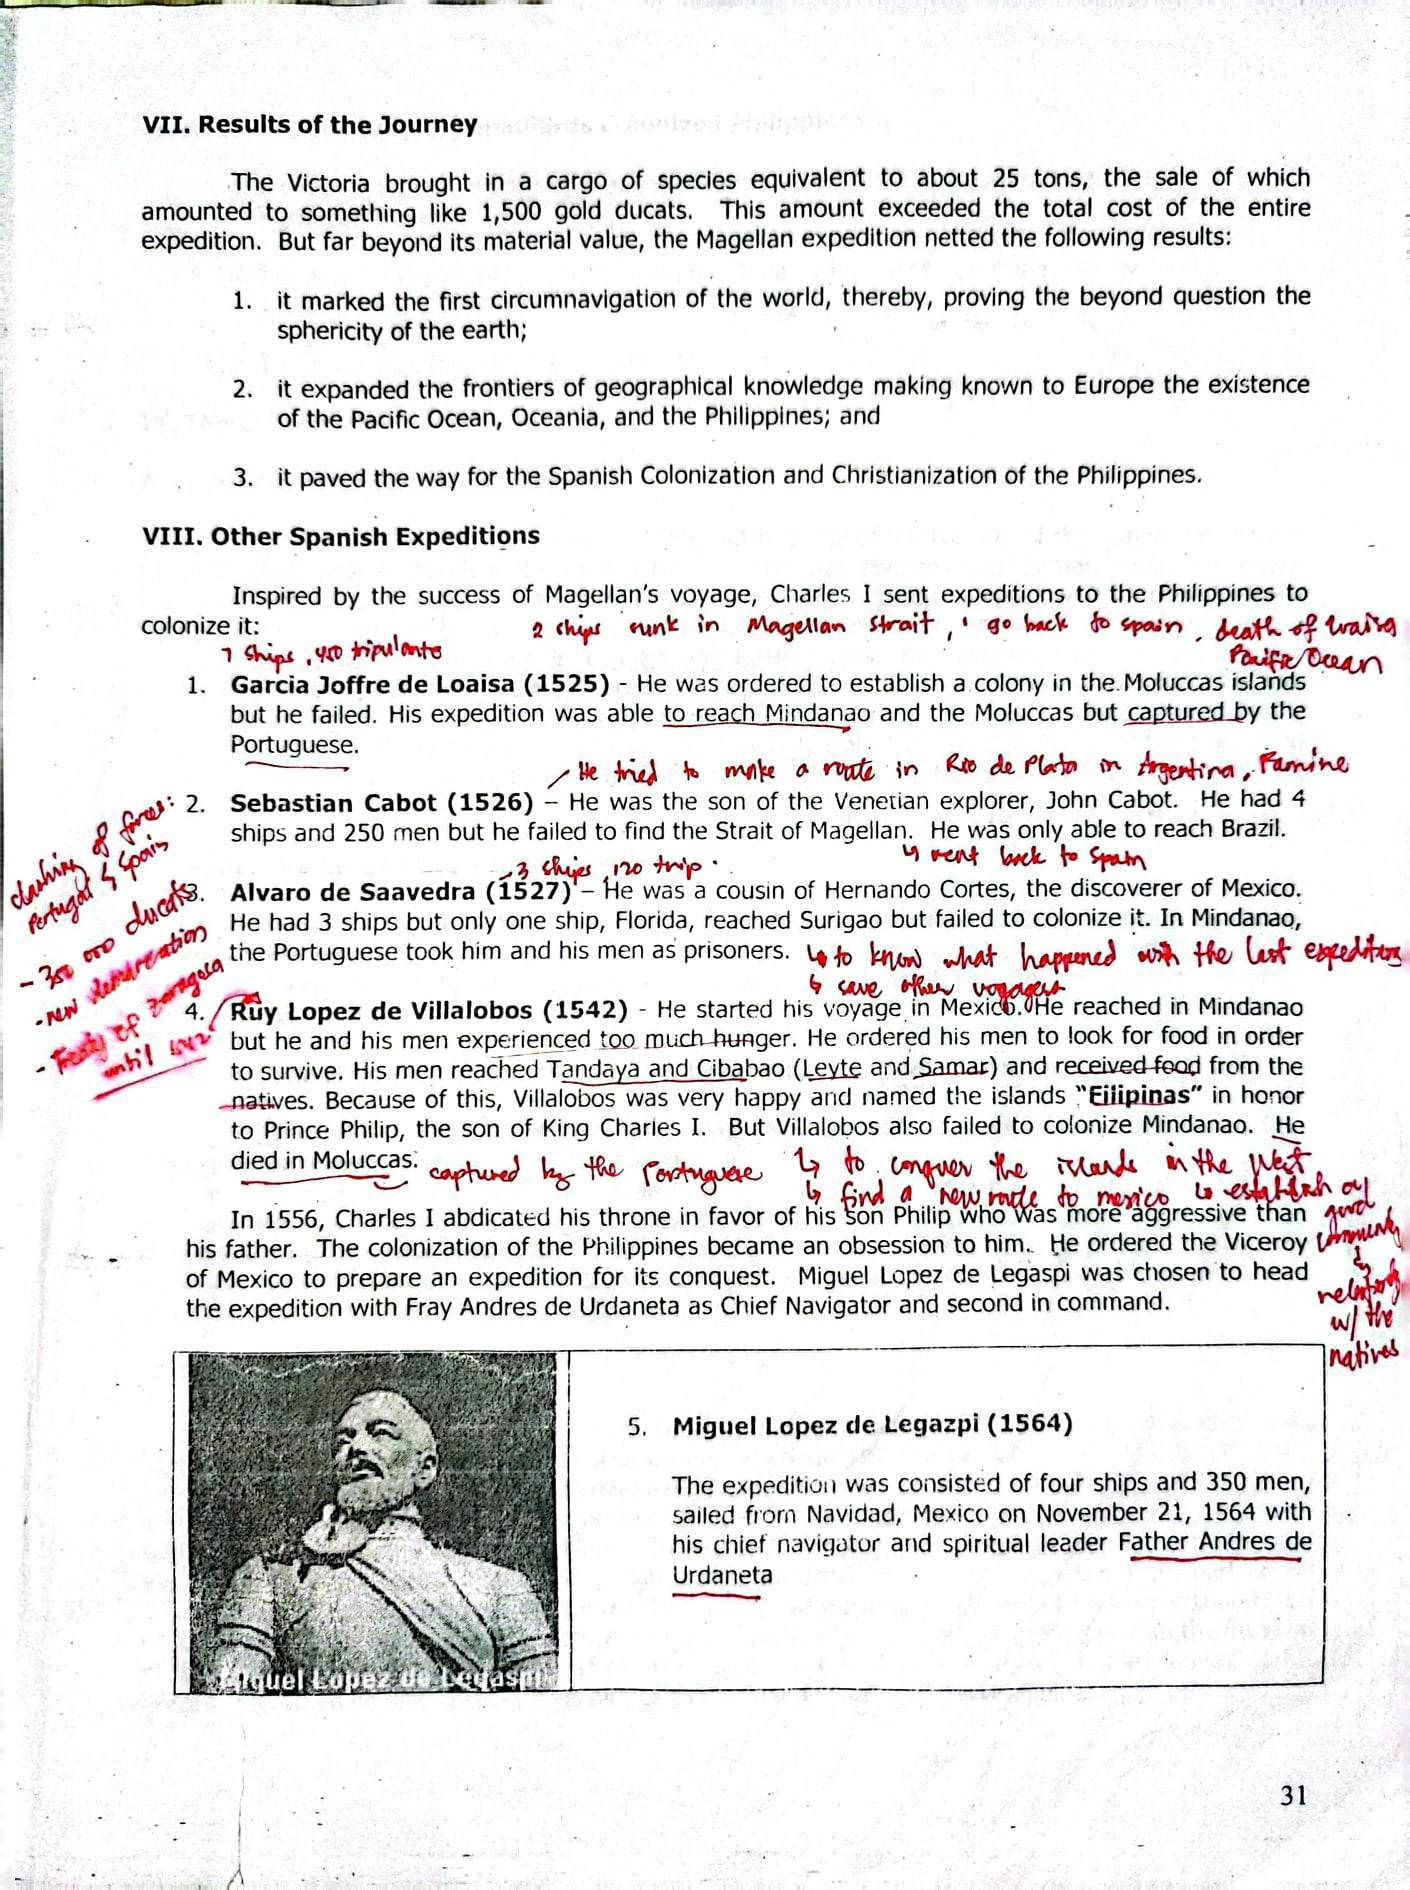 VII. Results of the Journey
The Victoria brought in a cargo of species equivalent to about 25 tons, the sale of which
amounted to something like 1,500 gold ducats. This amount exceeded the total cost of the entire
expedition. But far beyond its material value, the Magellan expedition netted the following results:
1. it marked the first circumnavigation of the world, thereby, proving the beyond question the
sphericity of the earth;
2. it expanded the frontiers of geographical knowledge making known to Europe the existence
of the Pacific Ocean, Oceania, and the Philippines; and
3. it paved the way for the Spanish Colonization and Christianization of the Philippines.
VIII. Other Spanish Expeditions
Inspired by the success of Magellan's voyage, Charles I sent expeditions to the Philippines to
colonize it:
2 ships sunk in Magellan Strait, 1 go back to Spain, death of
Pacific Ocean
7 ships, 450 tripulante
1. Garcia Joffre de Loaisa (1525) - He was ordered to establish a colony in the Moluccas islands
but he failed. His expedition was able to reach Mindanao and the Moluccas but captured by the
Portuguese.
He tried to make a route in Rio de Plata in Argentina, Famine
2. Sebastian Cabot (1526) – He was the son of the Venetian explorer, John Cabot. He had 4
ships and 250 men but he failed to find the Strait of Magellan. He was only able to reach Brazil.
↳ went back to Spain
3 ships, 120 trip.
3. Alvaro de Saavedra (1527) – He was a cousin of Hernando Cortes, the discoverer of Mexico.
He had 3 ships but only one ship, Florida, reached Surigao but failed to colonize it. In Mindanao,
the Portuguese took him and his men as prisoners.
↳ to know what happened with the last expedition
↳ save other voyagers
clashing of forces:
Portugal & Spain
- 350 000 ducats
- new demarcation
- Treaty of Zaragoza
until 1542
4. Ruy Lopez de Villalobos (1542) - He started his voyage in Mexico. He reached in Mindanao
but he and his men experienced too much hunger. He ordered his men to look for food in order
to survive. His men reached Tandaya and Cibabao (Leyte and Samar) and received food from the
natives. Because of this, Villalobos was very happy and named the islands "Filipinas" in honor
to Prince Philip, the son of King Charles I. But Villalobos also failed to colonize Mindanao. He
died in Moluccas.
captured by the Portuguese
↳ to conquer the islands in the West
↳ find a new route to mexico
↳ establish
good
community
w/ the
natives
In 1556, Charles I abdicated his throne in favor of his son Philip who was more aggressive than
his father. The colonization of the Philippines became an obsession to him. He ordered the Viceroy
of Mexico to prepare an expedition for its conquest. Miguel Lopez de Legaspi was chosen to head
the expedition with Fray Andres de Urdaneta as Chief Navigator and second in command.
Miguel Lopez de Legaspi
5. Miguel Lopez de Legazpi (1564)
The expedition was consisted of four ships and 350 men,
sailed from Navidad, Mexico on November 21, 1564 with
his chief navigator and spiritual leader Father Andres de
Urdaneta
31